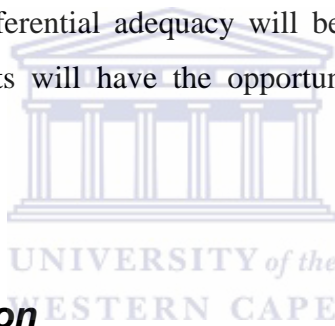 ferential adequacy will be
ts will have the opportun
UNIVERSITY of the
WESTERN CAPE
on